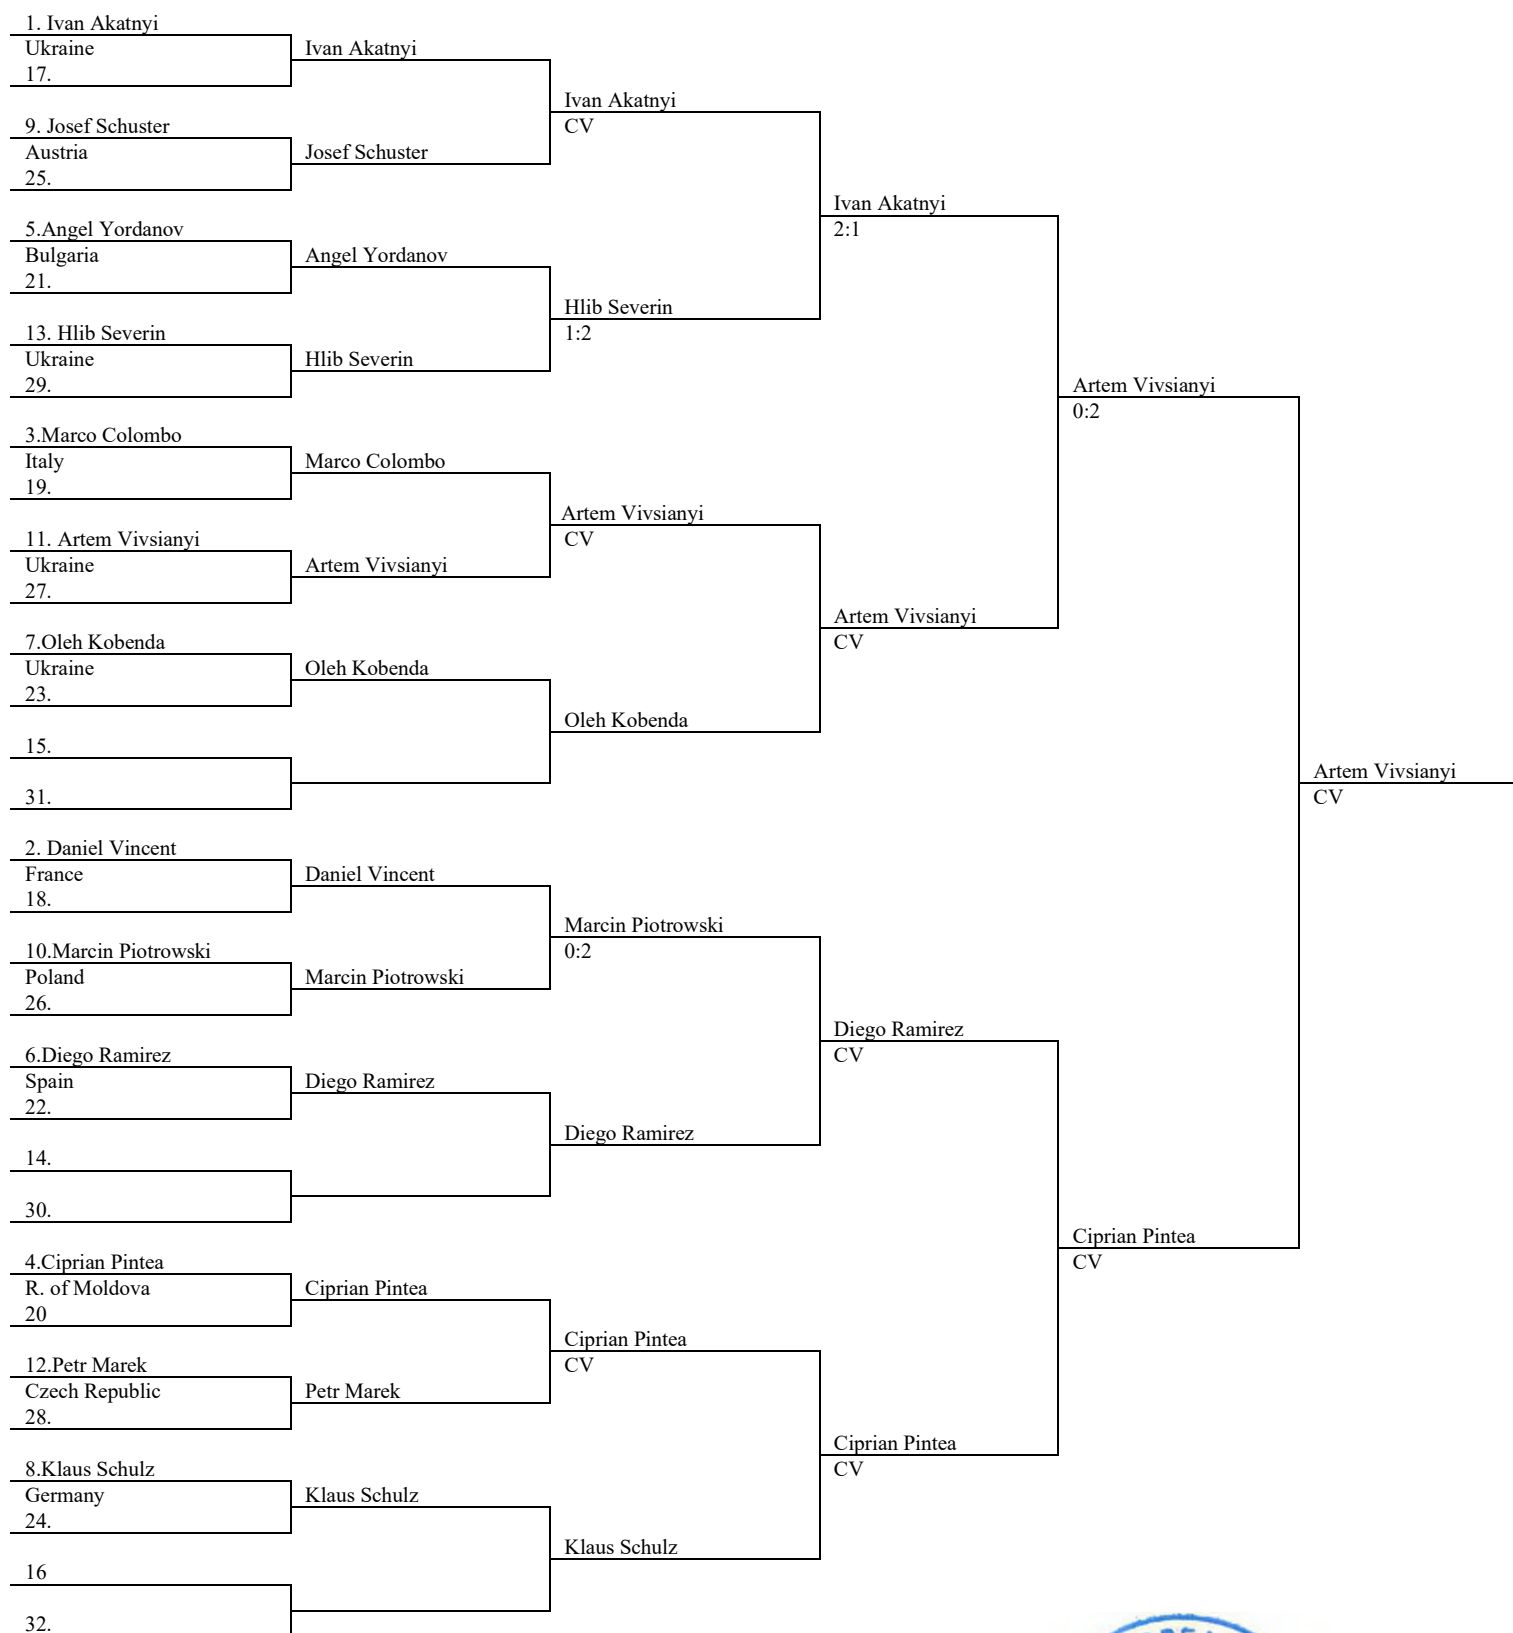 1. Ivan Akatnyi
Ukraine
17.
9. Josef Schuster
Austria
25.
5.Angel Yordanov
Bulgaria
21.
13. Hlib Severin
Ukraine
29.
3.Marco Colombo
Italy
19.
11. Artem Vivsianyi
Ukraine
27.
7.Oleh Kobenda
Ukraine
23.
15.
31.
2. Daniel Vincent
France
18.
10.Marcin Piotrowski
Poland
26.
6.Diego Ramirez
Spain
22.
14.
30.
4.Ciprian Pintea
R. of Moldova
20
12.Petr Marek
Czech Republic
28.
8.Klaus Schulz
Germany
24.
16
32.
Ivan Akatnyi
Josef Schuster
Angel Yordanov
Hlib Severin
Marco Colombo
Artem Vivsianyi
Oleh Kobenda
Daniel Vincent
Marcin Piotrowski
Diego Ramirez
Ciprian Pintea
Petr Marek
Klaus Schulz
Ivan Akatnyi
CV
Hlib Severin
1:2
Artem Vivsianyi
CV
Oleh Kobenda
Marcin Piotrowski
0:2
Diego Ramirez
Ciprian Pintea
CV
Klaus Schulz
Ivan Akatnyi
2:1
Artem Vivsianyi
CV
Diego Ramirez
CV
Ciprian Pintea
CV
Artem Vivsianyi
0:2
Ciprian Pintea
CV
Artem Vivsianyi
CV